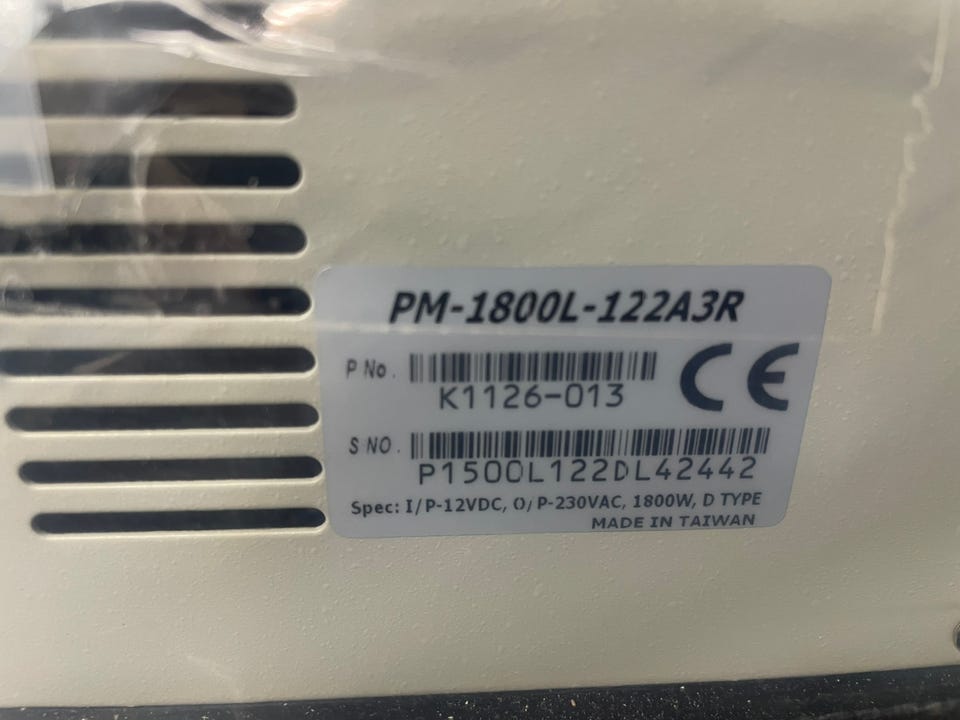 PM-1800L-122A3R
P No.
K1126-013
CE
S NO.
P1500L122DL42442
Spec: I/P-12VDC, O/P-230VAC, 1800W, D TYPE
MADE IN TAIWAN